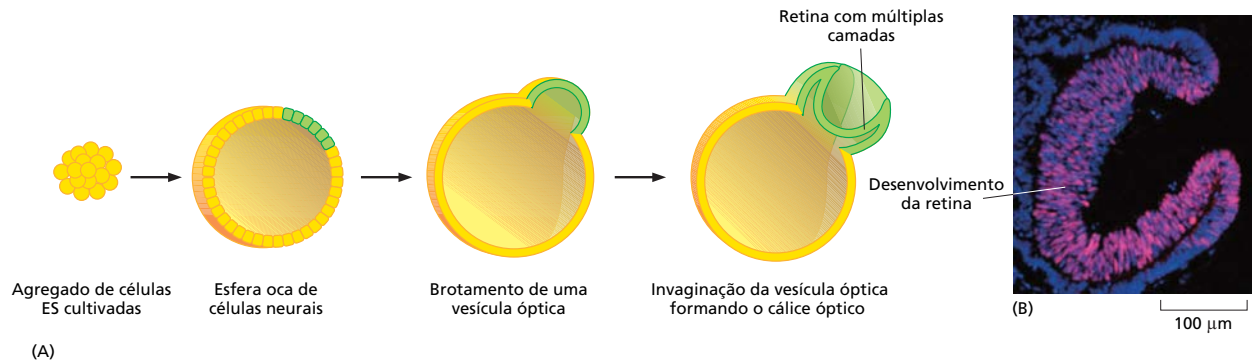 (A)
Retina com múltiplas
camadas
Desenvolvimento
da retina
Agregado de células
ES cultivadas
Esfera oca de
células neurais
Brotamento de uma
vesícula óptica
Invaginação da vesícula óptica
formando o cálice óptico
(B)
100 μm